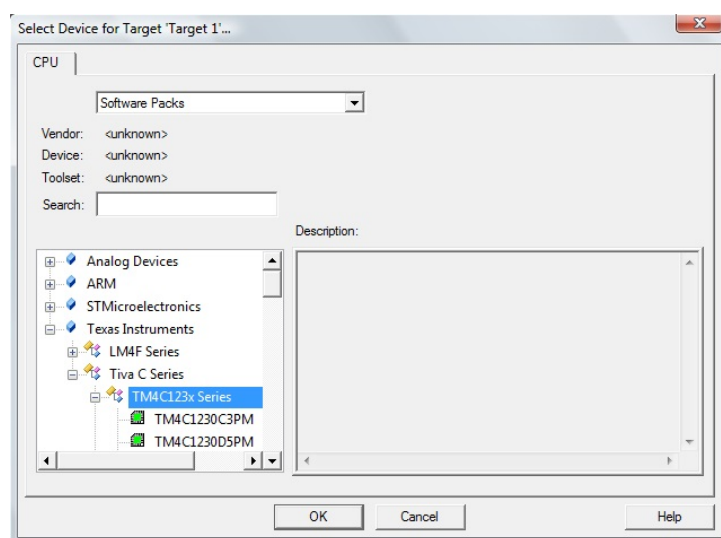 Select Device for Target 'Target 1'...
CPU
Software Packs
Vendor: <unknown>
Device: <unknown>
Toolset: <unknown>
Search:
Description:
Analog Devices
ARM
STMicroelectronics
Texas Instruments
LM4F Series
Tiva C Series
TM4C123x Series
TM4C1230C3PM
TM4C1230D5PM
OK Cancel Help